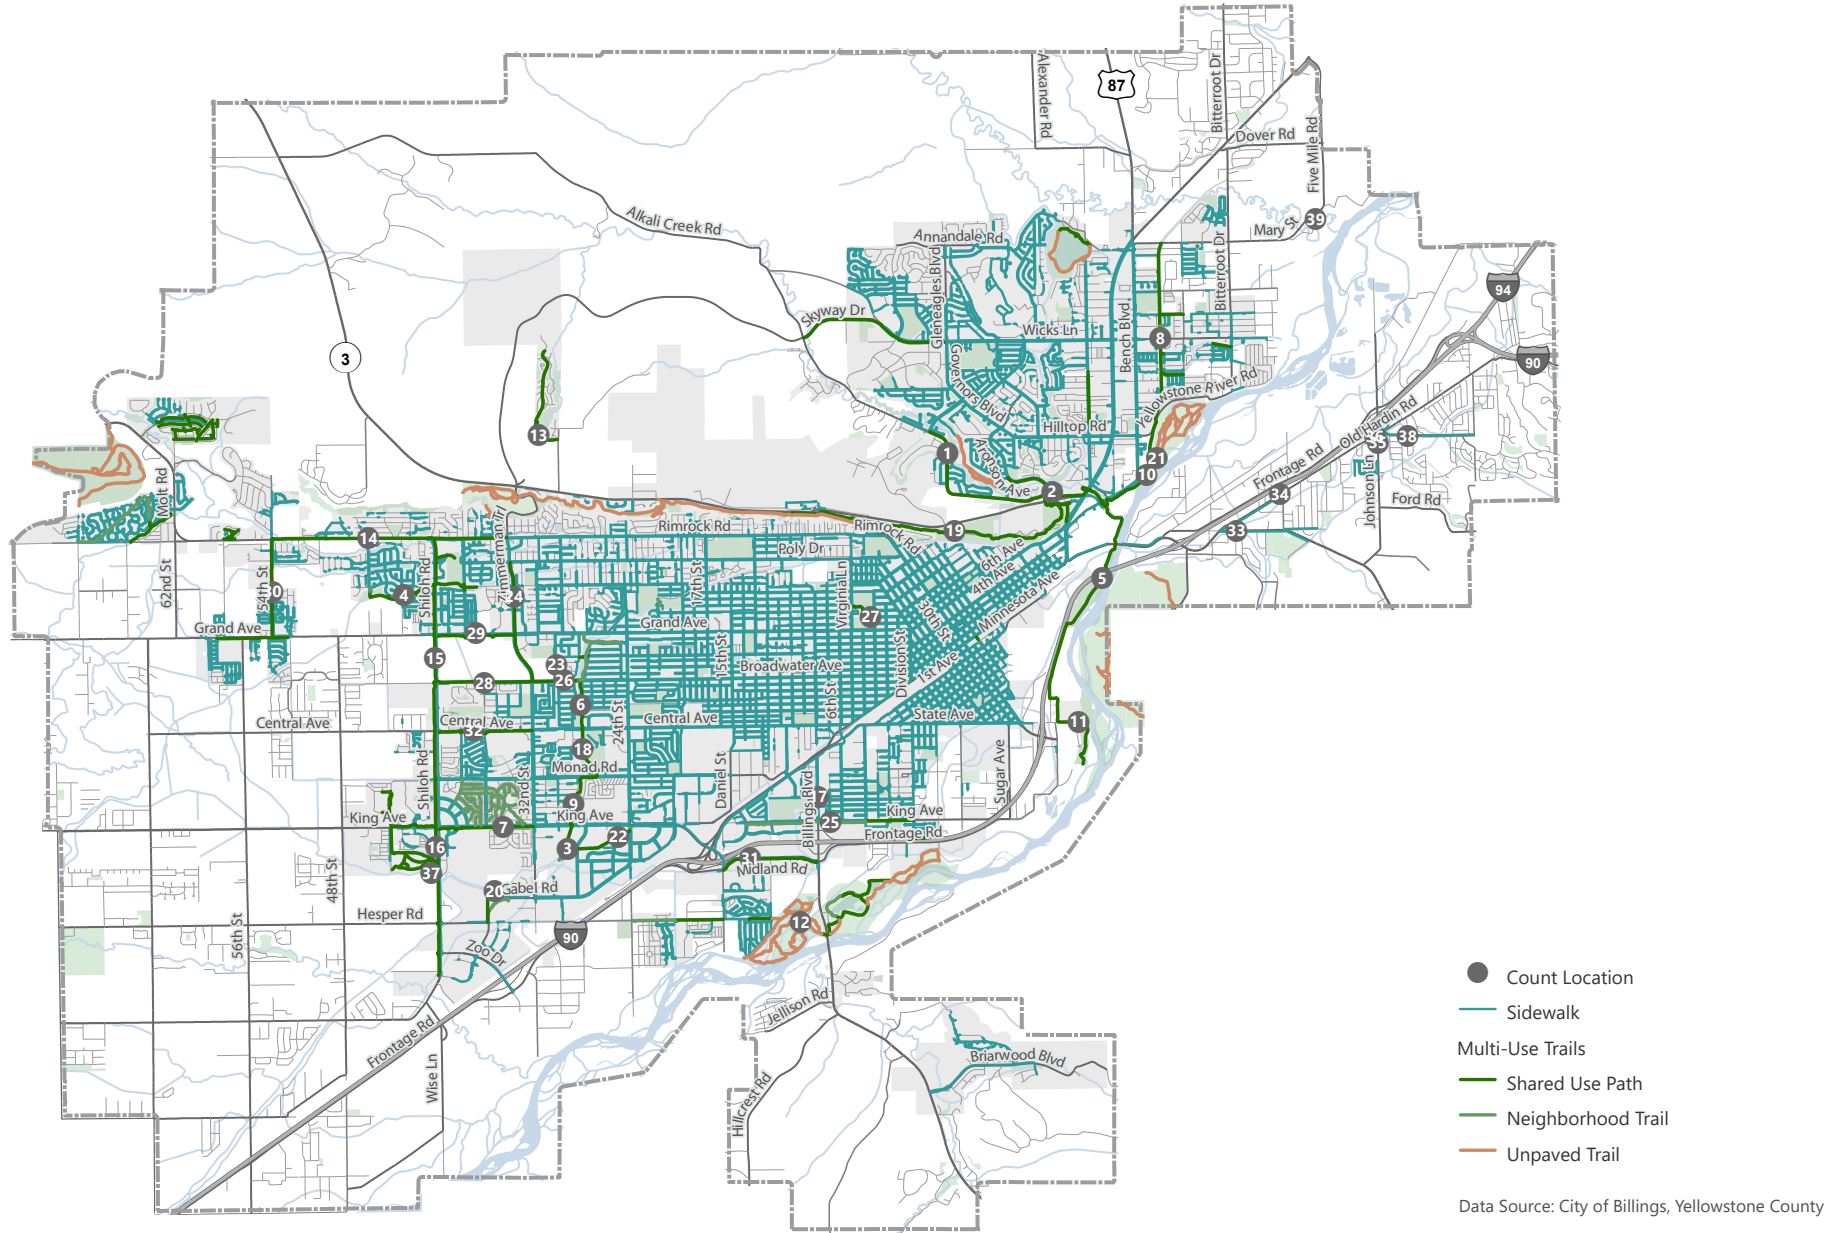 Alexander Rd
87
Bitterroot Dr
Dover Rd
Five Mile Rd
39
Mary St
Alkali Creek Rd
Annandale Rd
Gleneagles Blvd
Bitterroot Dr
94
Skyway Dr
Wicks Ln
Bench Blvd
8
3
90
Governors Blvd
Yellowstone River Rd
Old Hardin Rd
13
Hilltop Rd
38
1
21
10
Aronson Ave
2
Frontage Rd
34
Johnson Ln
Ford Rd
Molt Rd
14
Rimrock Rd
Rimrock Rd
19
33
Poly Dr
6th Ave
4th Ave
Minnesota Ave
5
62nd St
54th St
4
Shiloh Rd
Zimmerman Trl
17th St
Virginia Ln
27
30th St
Grand Ave
29
Grand Ave
15
23
26
28
15th St
Broadwater Ave
Division St
1st Ave
6
6th St
Central Ave
Central Ave
32
24th St
Central Ave
State Ave
11
18
Monad Rd
Shiloh Rd
32nd St
Daniel St
Billings Blvd
Sugar Ave
9
King Ave
7
King Ave
25
King Ave
Frontage Rd
16
3
22
37
31
Midland Rd
48th St
20
Gabel Rd
Hesper Rd
56th St
90
12
Zoo Dr
Jellison Rd
Frontage Rd
Wise Ln
Hillcrest Rd
Briarwood Blvd
Count Location
Sidewalk
Multi-Use Trails
Shared Use Path
Neighborhood Trail
Unpaved Trail
Data Source: City of Billings, Yellowstone County